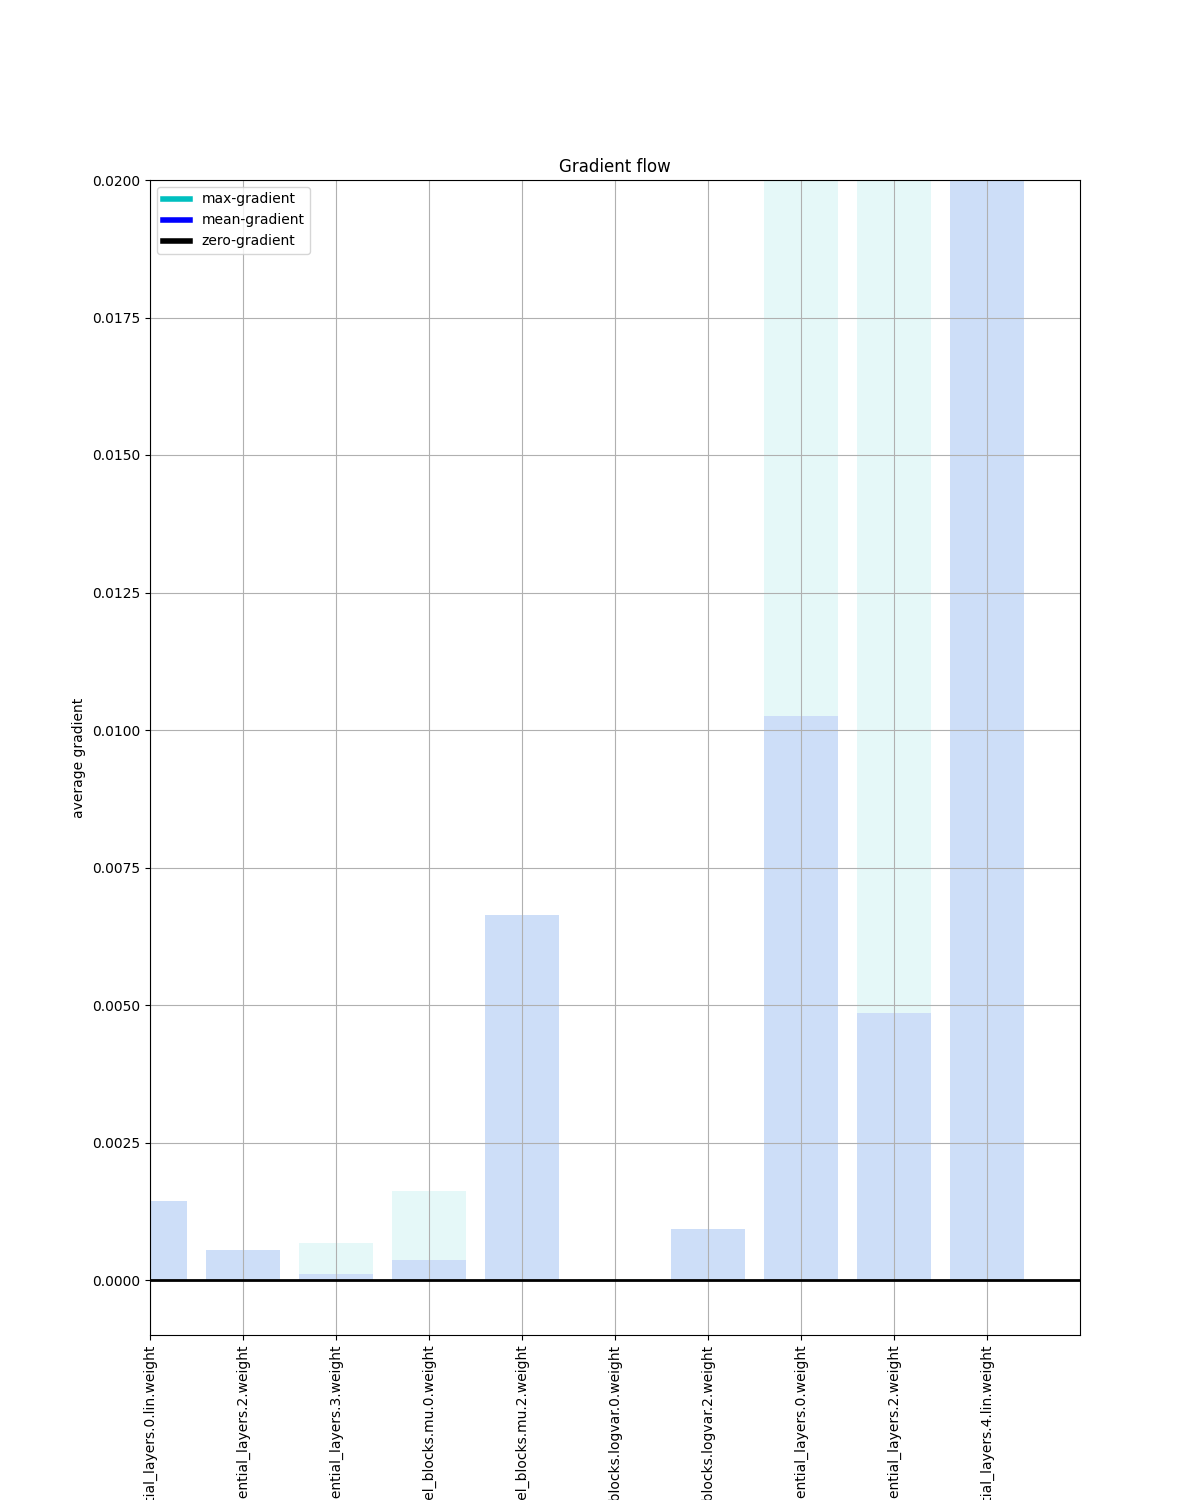 Gradient flow
max-gradient
mean-gradient
zero-gradient
0.0200
0.0175
0.0150
0.0125
0.0100
0.0075
0.0050
0.0025
0.0000
average gradient
tial_layers.0.lin.weight
ential_layers.2.weight
ential_layers.3.weight
el_blocks.mu.0.weight
el_blocks.mu.2.weight
blocks.logvar.0.weight
blocks.logvar.2.weight
ential_layers.0.weight
ential_layers.2.weight
tial_layers.4.lin.weight